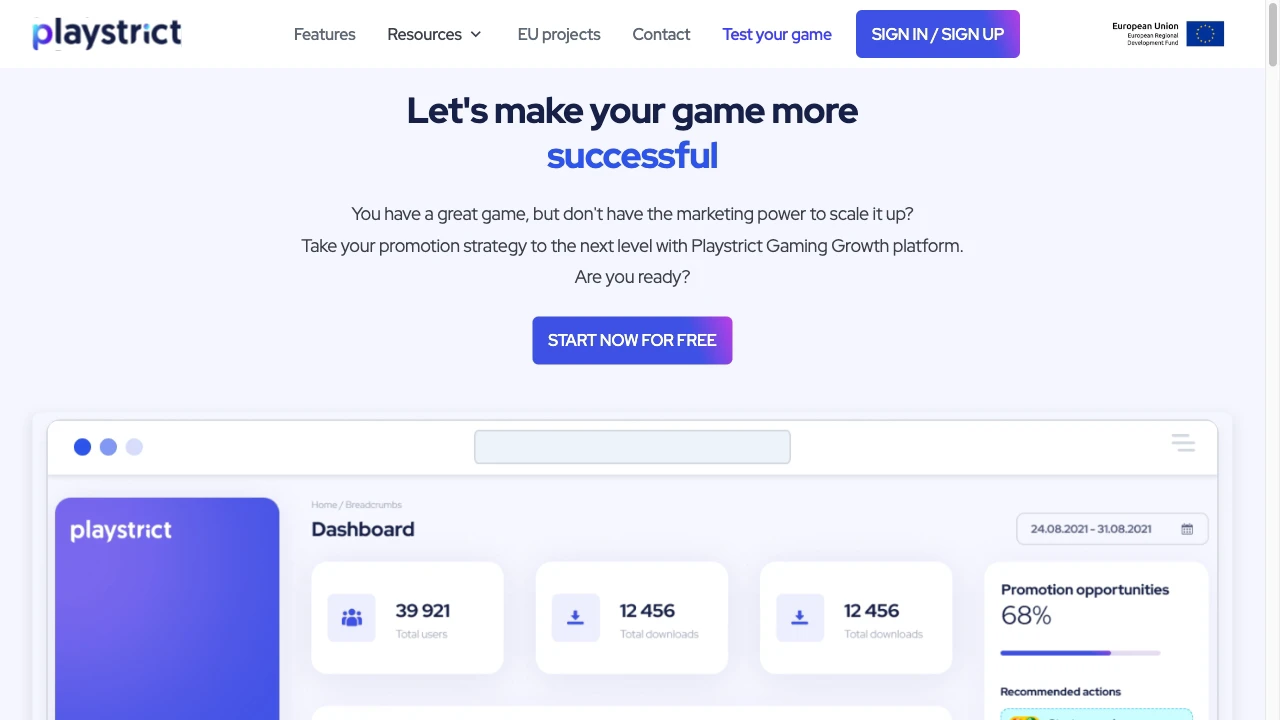 playstrict
Features
Resources
EU projects
Contact
Test your game
SIGN IN / SIGN UP
European Union
European Regional
Development Fund
Let's make your game more
successful
You have a great game, but don't have the marketing power to scale it up?
Take your promotion strategy to the next level with Playstrict Gaming Growth platform.
Are you ready?
START NOW FOR FREE
playstrict
Home / Breadcrumbs
Dashboard
24.08.2021 - 31.08.2021
39 921
Total users
12 456
Total downloads
12 456
Total downloads
Promotion opportunities
68%
Recommended actions